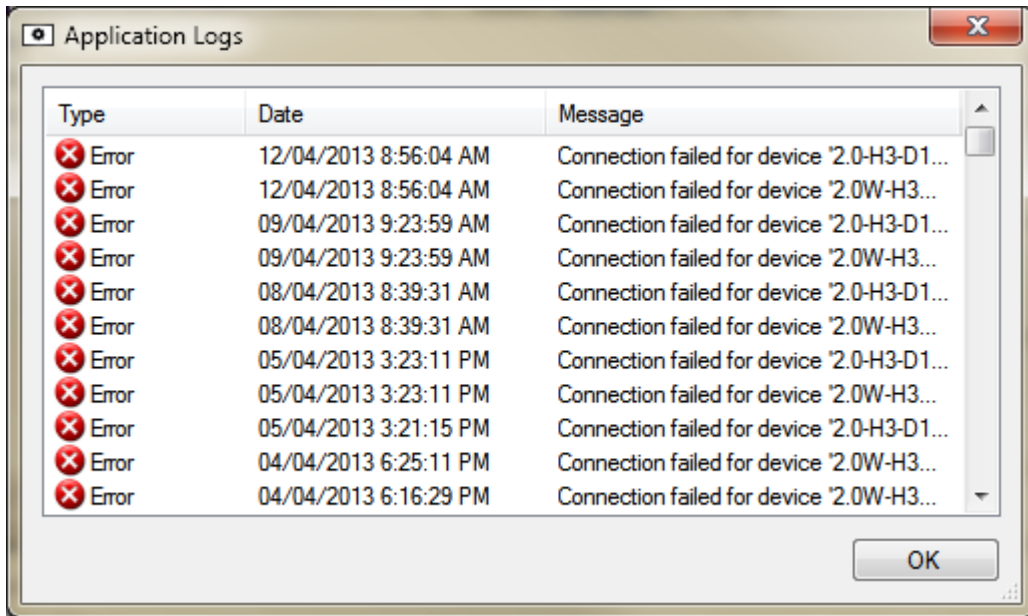 Application Logs
Type Date Message
Error 12/04/2013 8:56:04 AM Connection failed for device '2.0-H3-D1...
Error 12/04/2013 8:56:04 AM Connection failed for device '2.0W-H3...
Error 09/04/2013 9:23:59 AM Connection failed for device '2.0-H3-D1...
Error 09/04/2013 9:23:59 AM Connection failed for device '2.0W-H3...
Error 08/04/2013 8:39:31 AM Connection failed for device '2.0-H3-D1...
Error 08/04/2013 8:39:31 AM Connection failed for device '2.0W-H3...
Error 05/04/2013 3:23:11 PM Connection failed for device '2.0-H3-D1...
Error 05/04/2013 3:23:11 PM Connection failed for device '2.0W-H3...
Error 05/04/2013 3:21:15 PM Connection failed for device '2.0-H3-D1...
Error 04/04/2013 6:25:11 PM Connection failed for device '2.0W-H3...
Error 04/04/2013 6:16:29 PM Connection failed for device '2.0W-H3...
OK